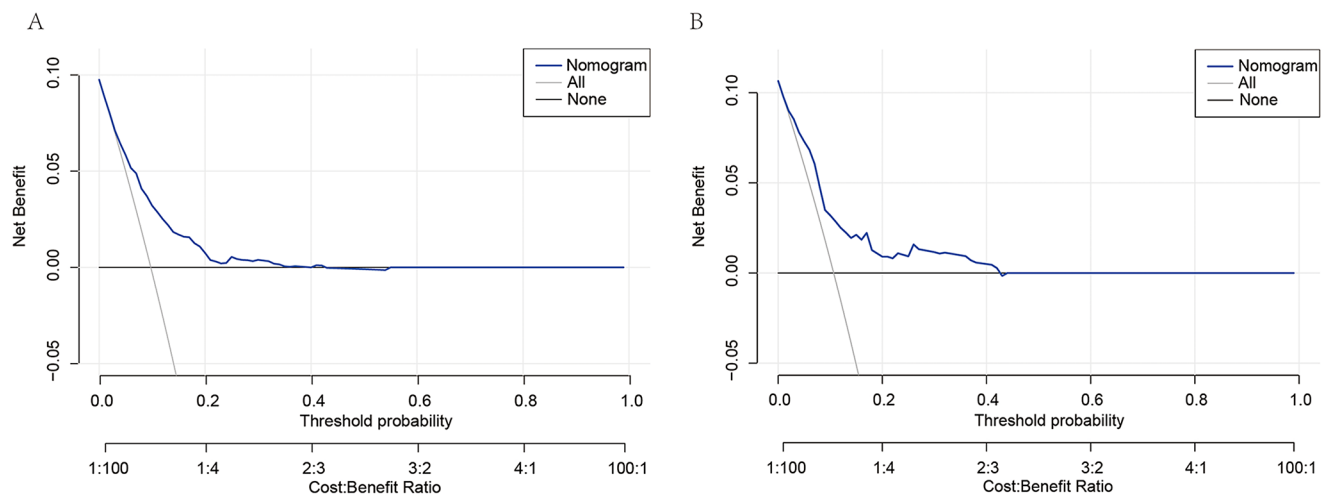 A
Nomogram
All
None
Net Benefit
0.10
0.05
0.00
−0.05
0.0 0.2 0.4 0.6 0.8 1.0
Threshold probability
1:100 1:4 2:3 3:2 4:1 100:1
Cost:Benefit Ratio
B
Nomogram
All
None
Net Benefit
0.10
0.05
0.00
−0.05
0.0 0.2 0.4 0.6 0.8 1.0
Threshold probability
1:100 1:4 2:3 3:2 4:1 100:1
Cost:Benefit Ratio